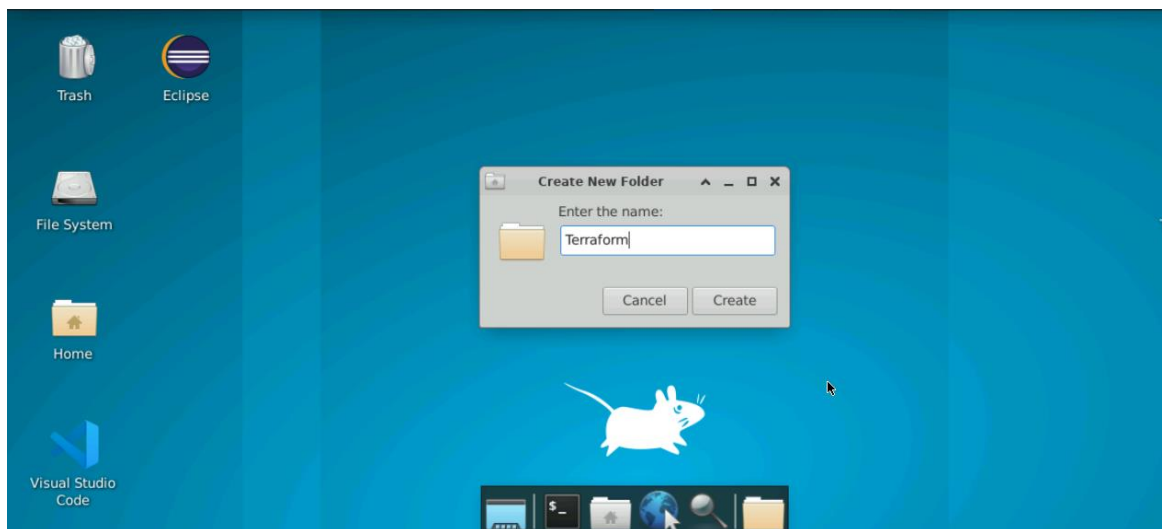 Trash
Eclipse
File System
Home
Visual Studio
Code
Create New Folder
Enter the name:
Terraform
Cancel
Create
$_